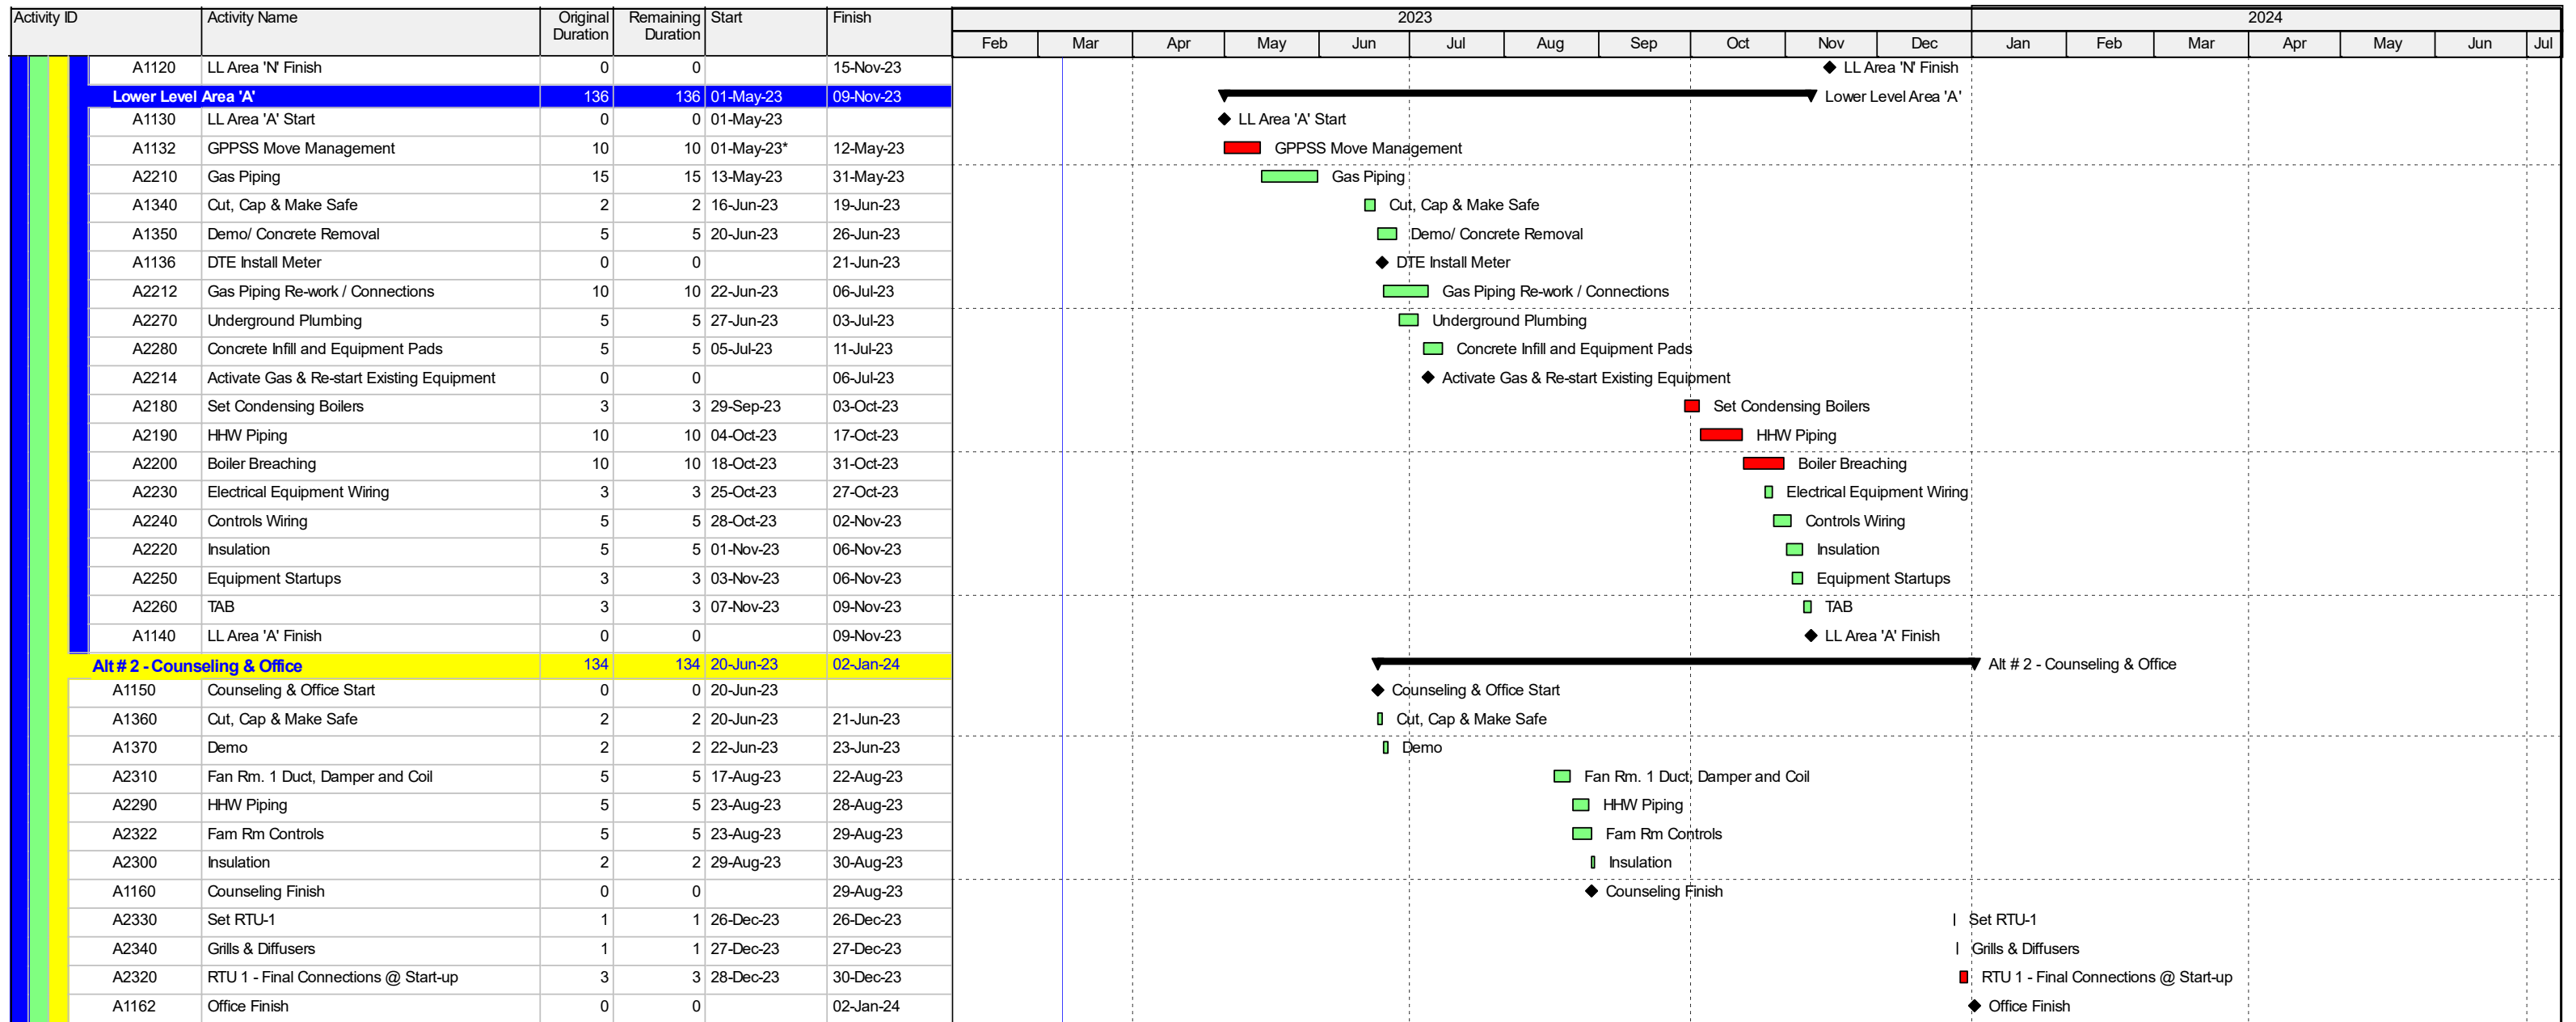 Activity ID Activity Name Original Duration Remaining Duration Start Finish 2023 2024
Feb Mar Apr May Jun Jul Aug Sep Oct Nov Dec Jan Feb Mar Apr May Jun Jul
A1120 LL Area 'N' Finish 0 0 15-Nov-23 LL Area 'N' Finish
Lower Level Area 'A' 136 136 01-May-23 09-Nov-23 Lower Level Area 'A'
A1130 LL Area 'A' Start 0 0 01-May-23 LL Area 'A' Start
A1132 GPPSS Move Management 10 10 01-May-23* 12-May-23 GPPSS Move Management
A2210 Gas Piping 15 15 13-May-23 31-May-23 Gas Piping
A1340 Cut, Cap & Make Safe 2 2 16-Jun-23 19-Jun-23 Cut, Cap & Make Safe
A1350 Demo/ Concrete Removal 5 5 20-Jun-23 26-Jun-23 Demo/ Concrete Removal
A1136 DTE Install Meter 0 0 21-Jun-23 DTE Install Meter
A2212 Gas Piping Re-work / Connections 10 10 22-Jun-23 06-Jul-23 Gas Piping Re-work / Connections
A2270 Underground Plumbing 5 5 27-Jun-23 03-Jul-23 Underground Plumbing
A2280 Concrete Infill and Equipment Pads 5 5 05-Jul-23 11-Jul-23 Concrete Infill and Equipment Pads
A2214 Activate Gas & Re-start Existing Equipment 0 0 06-Jul-23 Activate Gas & Re-start Existing Equipment
A2180 Set Condensing Boilers 3 3 29-Sep-23* 03-Oct-23 Set Condensing Boilers
A2190 HHW Piping 10 10 04-Oct-23 17-Oct-23 HHW Piping
A2200 Boiler Breaching 10 10 18-Oct-23 31-Oct-23 Boiler Breaching
A2230 Electrical Equipment Wiring 3 3 25-Oct-23 27-Oct-23 Electrical Equipment Wiring
A2240 Controls Wiring 5 5 28-Oct-23 02-Nov-23 Controls Wiring
A2220 Insulation 5 5 01-Nov-23 06-Nov-23 Insulation
A2250 Equipment Startups 3 3 03-Nov-23 06-Nov-23 Equipment Startups
A2260 TAB 3 3 07-Nov-23 09-Nov-23 TAB
A1140 LL Area 'A' Finish 0 0 09-Nov-23 LL Area 'A' Finish
Alt # 2 - Counseling & Office 134 134 20-Jun-23 02-Jan-24 Alt # 2 - Counseling & Office
A1150 Counseling & Office Start 0 0 20-Jun-23 Counseling & Office Start
A1360 Cut, Cap & Make Safe 2 2 20-Jun-23 21-Jun-23 Cut, Cap & Make Safe
A1370 Demo 2 2 22-Jun-23 23-Jun-23 Demo
A2310 Fan Rm. 1 Duct, Damper and Coil 5 5 17-Aug-23 22-Aug-23 Fan Rm. 1 Duct, Damper and Coil
A2290 HHW Piping 5 5 23-Aug-23 28-Aug-23 HHW Piping
A2322 Fam Rm Controls 5 5 23-Aug-23 29-Aug-23 Fam Rm Controls
A2300 Insulation 2 2 29-Aug-23 30-Aug-23 Insulation
A1160 Counseling Finish 0 0 29-Aug-23 Counseling Finish
A2330 Set RTU-1 1 1 26-Dec-23 26-Dec-23 Set RTU-1
A2340 Grills & Diffusers 1 1 27-Dec-23 27-Dec-23 Grills & Diffusers
A2320 RTU 1 - Final Connections @ Start-up 3 3 28-Dec-23 30-Dec-23 RTU 1 - Final Connections @ Start-up
A1162 Office Finish 0 0 02-Jan-24 Office Finish